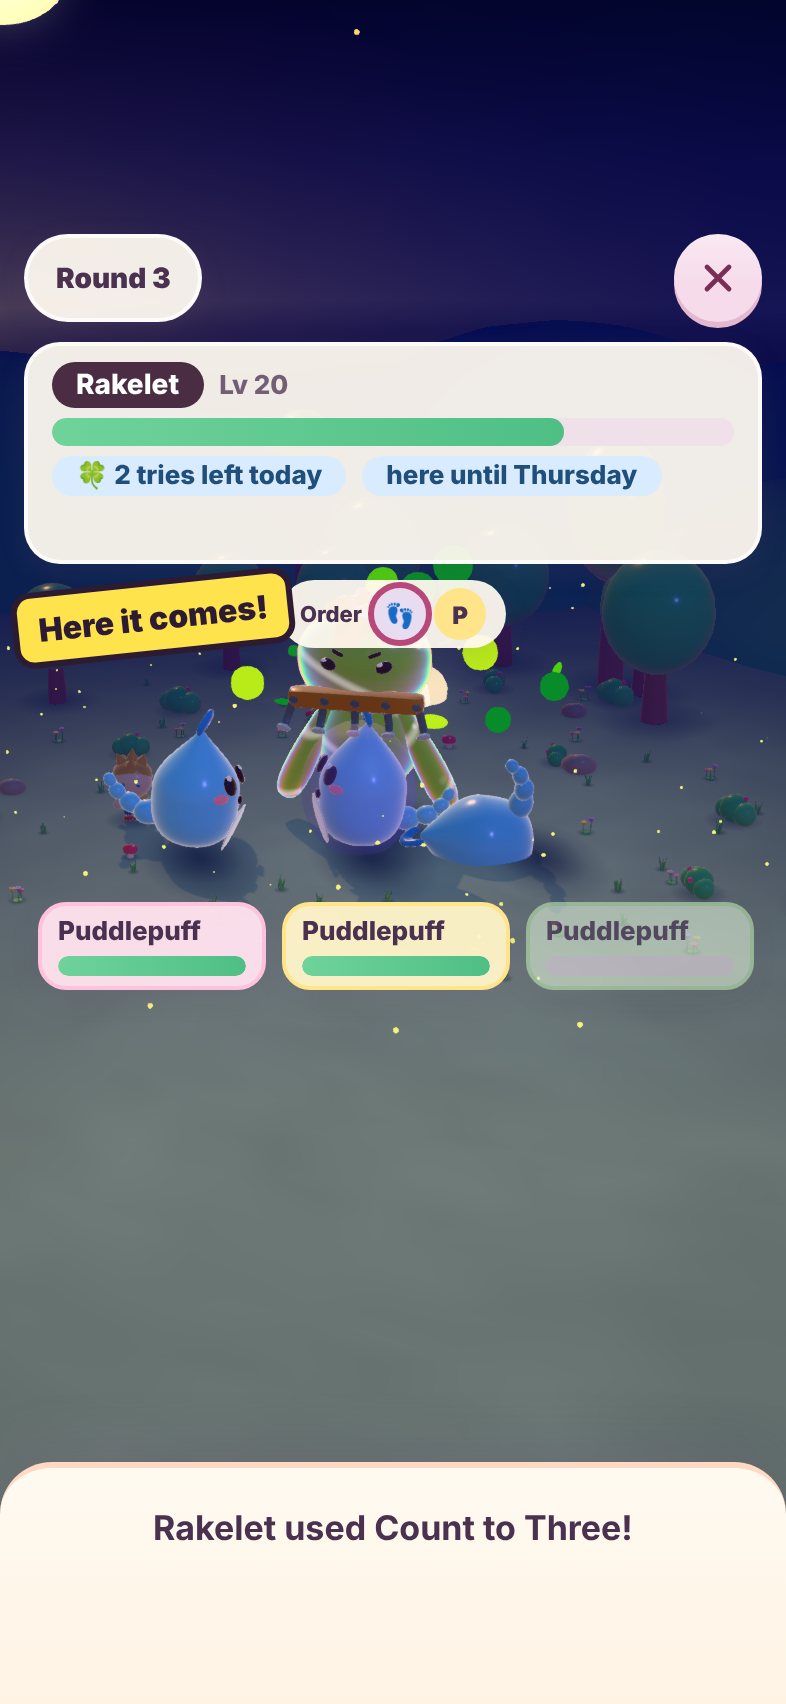 Round 3
Rakelet Lv 20
🍀 2 tries left today here until Thursday
Here it comes!
Order 👣 P
Puddlepuff Puddlepuff Puddlepuff
Rakelet used Count to Three!